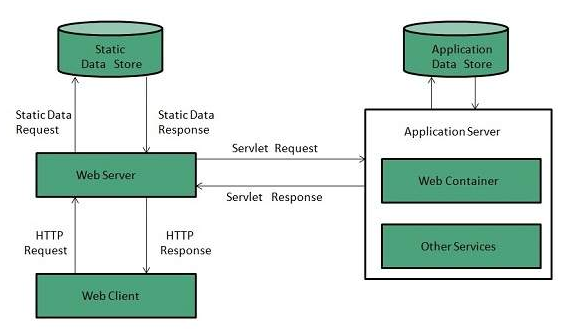 Static
Data Store
Application
Data Store
Static Data
Request
Static Data
Response
Application Server
Servlet Request
Web Server
Web Container
Servlet Response
HTTP
Request
HTTP
Response
Other Services
Web Client